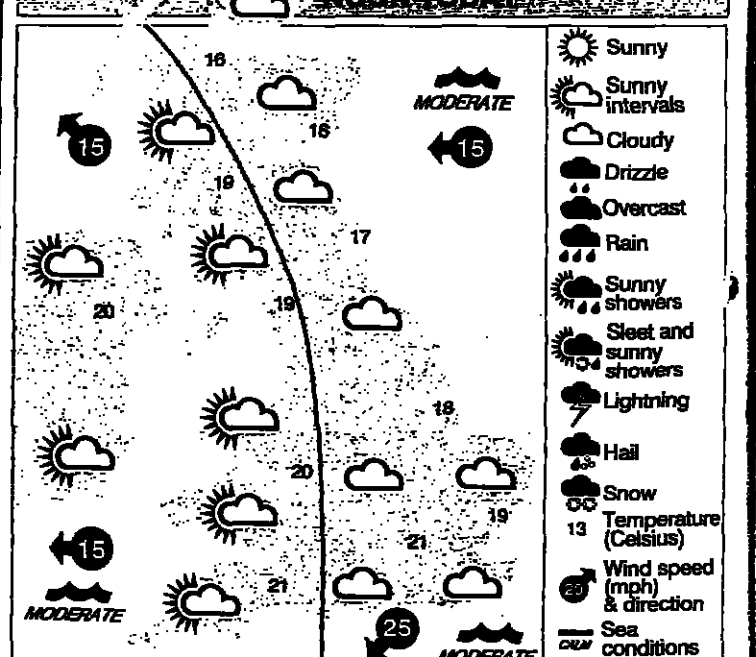 16
16
MODERATE
15
15
19
17
20
19
18
20
19
21
15
21
MODERATE
25
MODERATE
Sunny
Sunny
intervals
Cloudy
Drizzle
Overcast
Rain
Sunny
showers
Sleet and
sunny
showers
Lightning
Hail
Snow
13 Temperature
(Celsius)
20 Wind speed
(mph)
& direction
CALM Sea
conditions